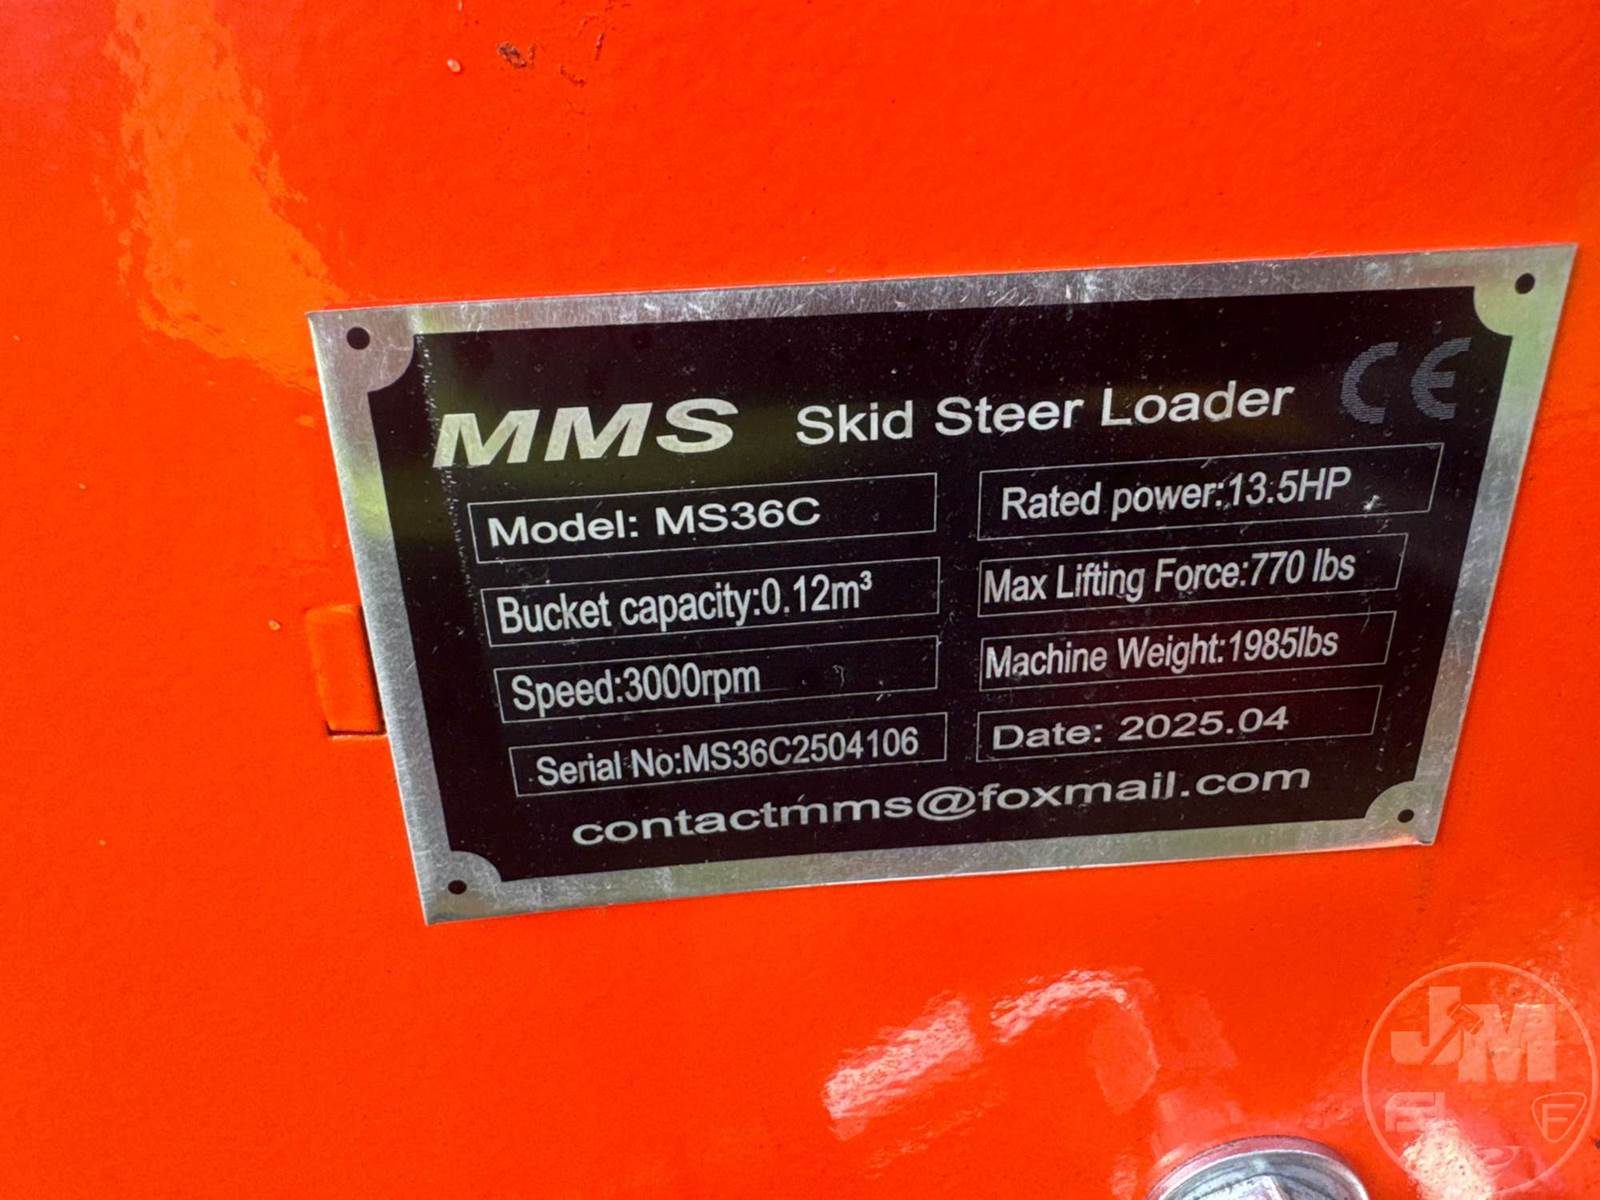 MMS Skid Steer Loader CE
Model: MS36C
Rated power:13.5HP
Bucket capacity:0.12m³
Max Lifting Force:770 lbs
Speed:3000rpm
Machine Weight:1985lbs
Serial No:MS36C2504106
Date: 2025.04
contactmms@foxmail.com
JM